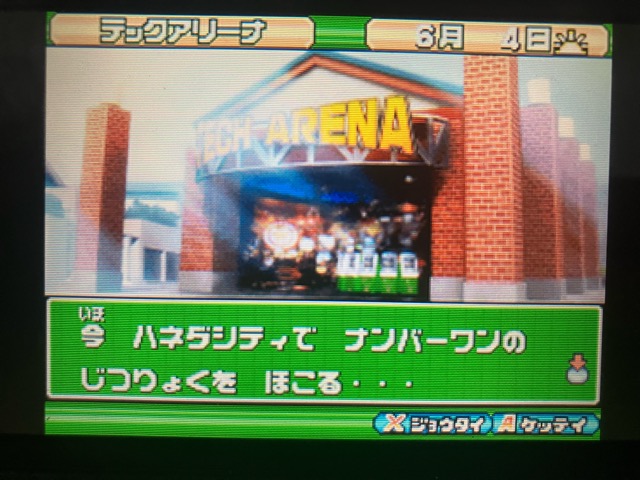 テックアリーナ
6月 4日
TECH ARENA
いま
今 ハネダシティで ナンバーワンの
じつりょくを ほこる・・・
X ジョウタイ A ケッテイ